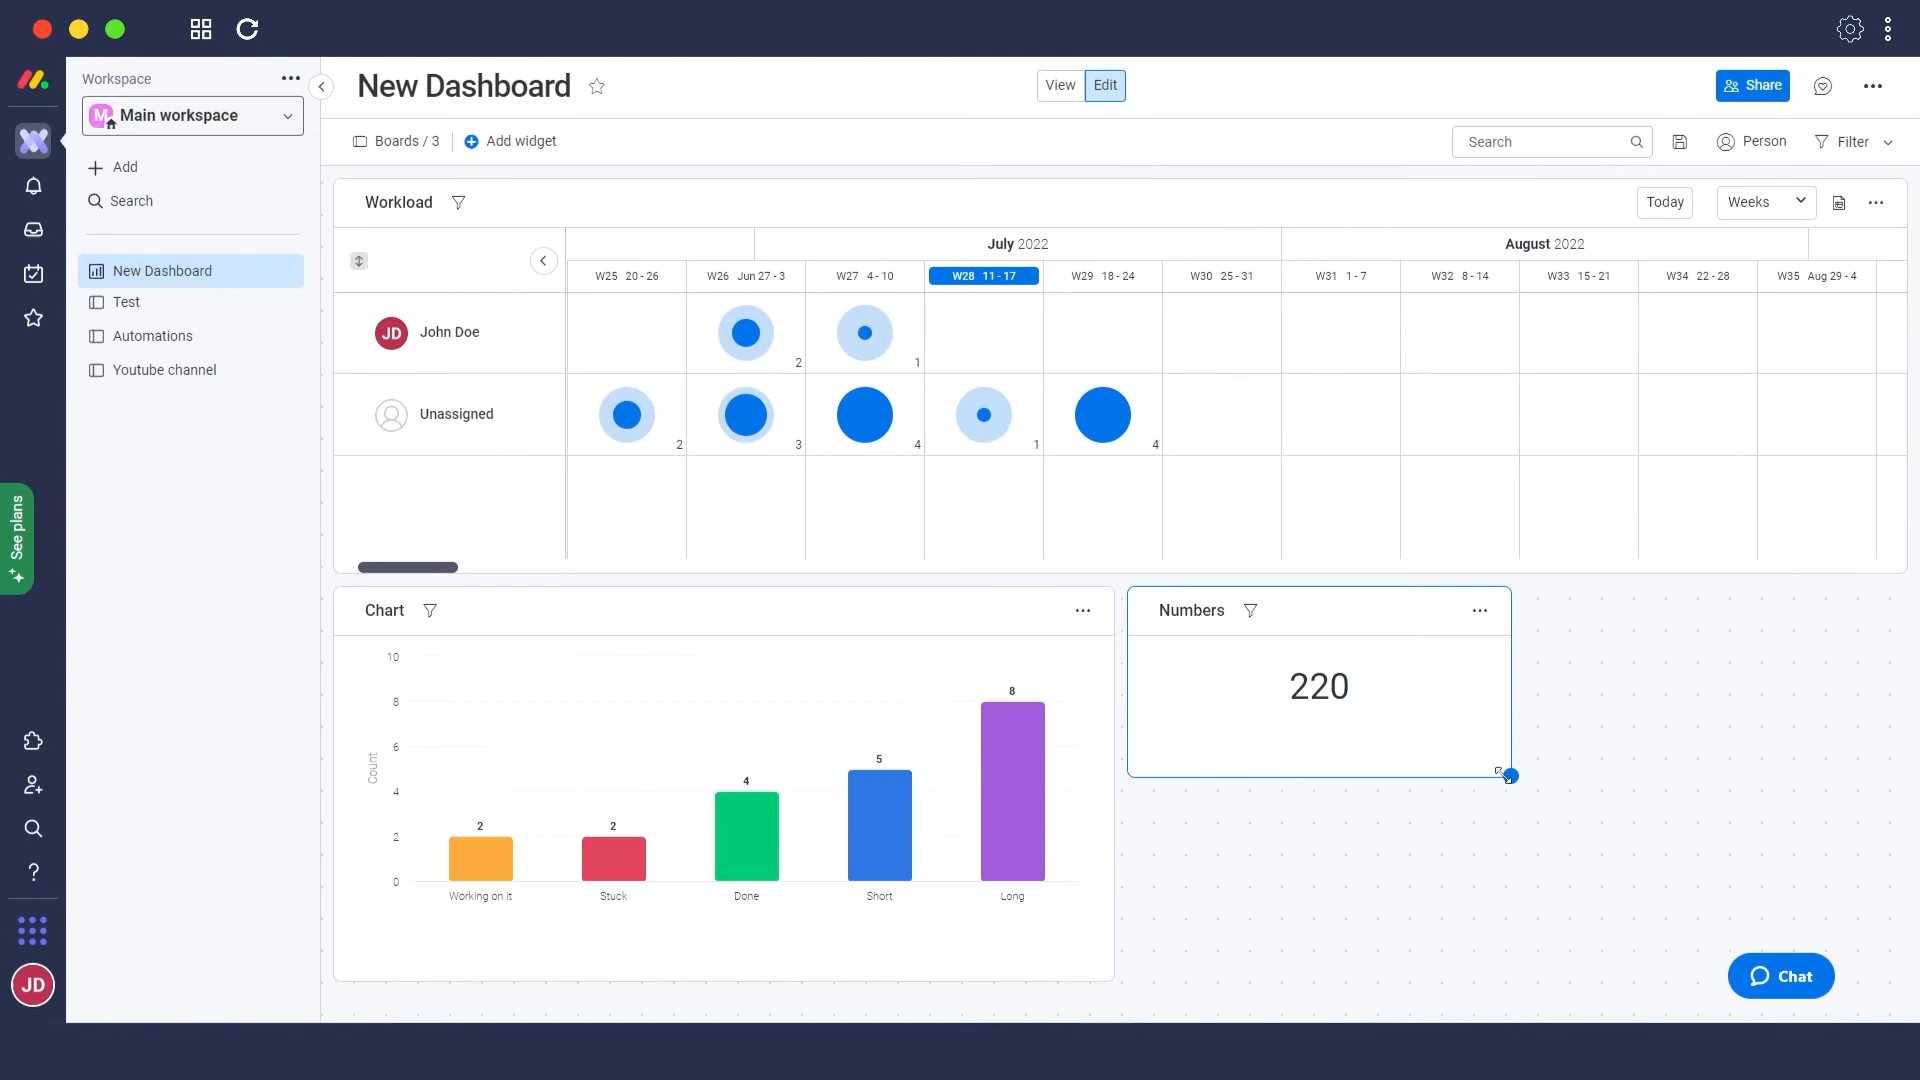 New Dashboard
View
Edit
Share
Workspace
M
Main workspace
Add
Search
New Dashboard
Test
Automations
Youtube channel
See plans
JD
Boards / 3
Add widget
Search
Person
Filter
Workload
Today
Weeks
July 2022
August 2022
W25 20 - 26
W26 Jun 27 - 3
W27 4 - 10
W28 11 - 17
W29 18 - 24
W30 25 - 31
W31 1 - 7
W32 8 - 14
W33 15 - 21
W34 22 - 28
W35 Aug 29 - 4
JD
John Doe
2
1
Unassigned
2
3
4
1
4
Chart
10
8
6
4
2
0
Count
2
2
4
5
8
Working on it
Stuck
Done
Short
Long
Numbers
220
Chat